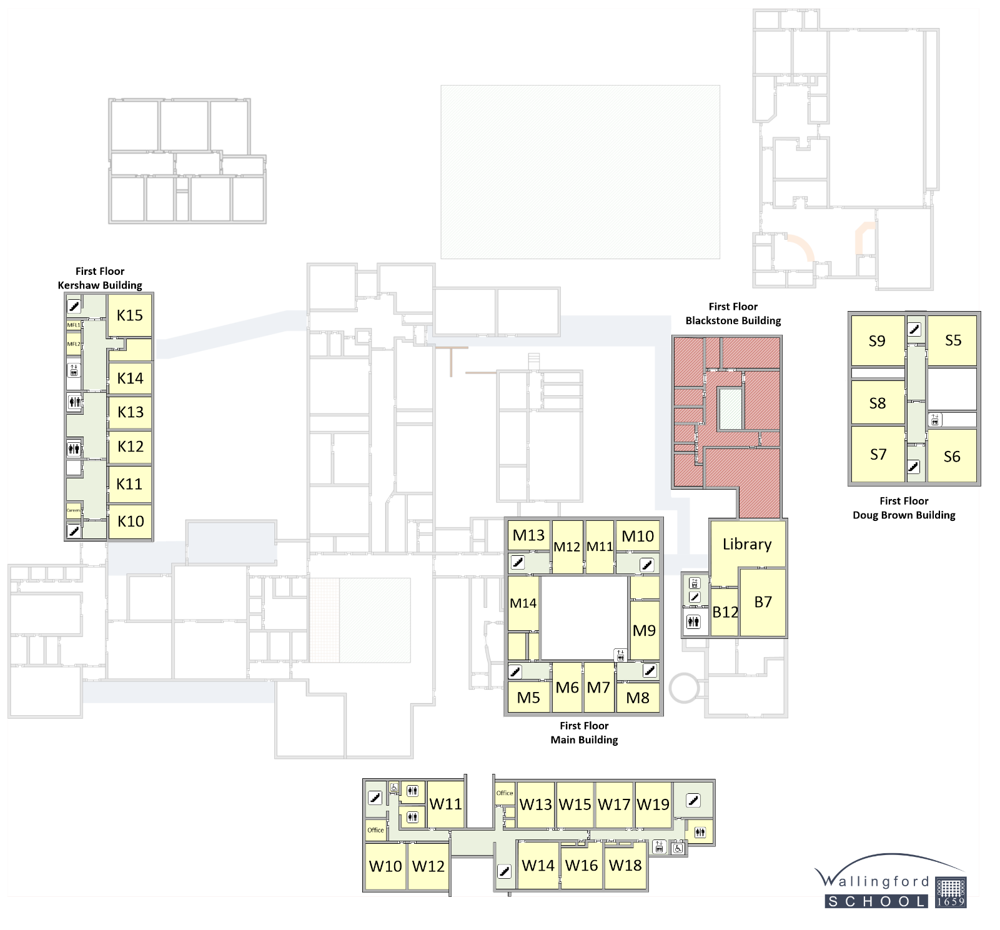 First Floor
Kershaw Building
K15
MFL1
MFL2
K14
K13
K12
K11
Careers
K10
First Floor
Blackstone Building
Library
B12
B7
S9
S5
S8
S7
S6
First Floor
Doug Brown Building
M13
M12
M11
M10
M14
M9
M5
M6
M7
M8
First Floor
Main Building
W11
Office
W13
W15
W17
W19
Office
W10
W12
W14
W16
W18
Wallingford
SCHOOL
1659